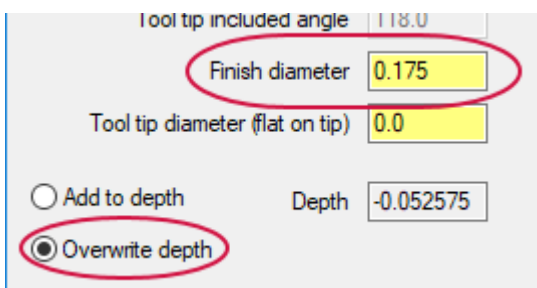 Tool tip included angle 118.0
Finish diameter 0.175
Tool tip diameter (flat on tip) 0.0
Add to depth Depth -0.052575
Overwrite depth